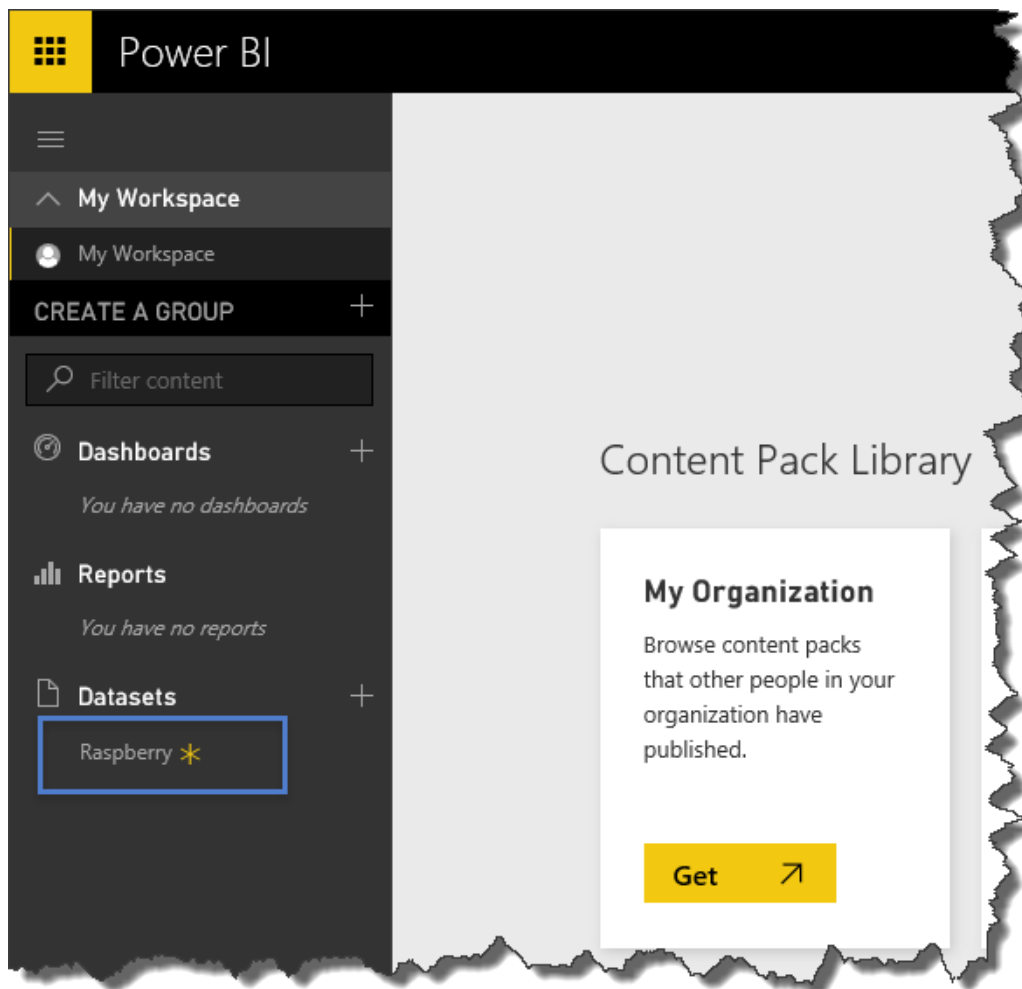 Power BI
My Workspace
My Workspace
CREATE A GROUP
Filter content
Dashboards
You have no dashboards
Reports
You have no reports
Datasets
Raspberry
Content Pack Library
My Organization
Browse content packs
that other people in your
organization have
published.
Get